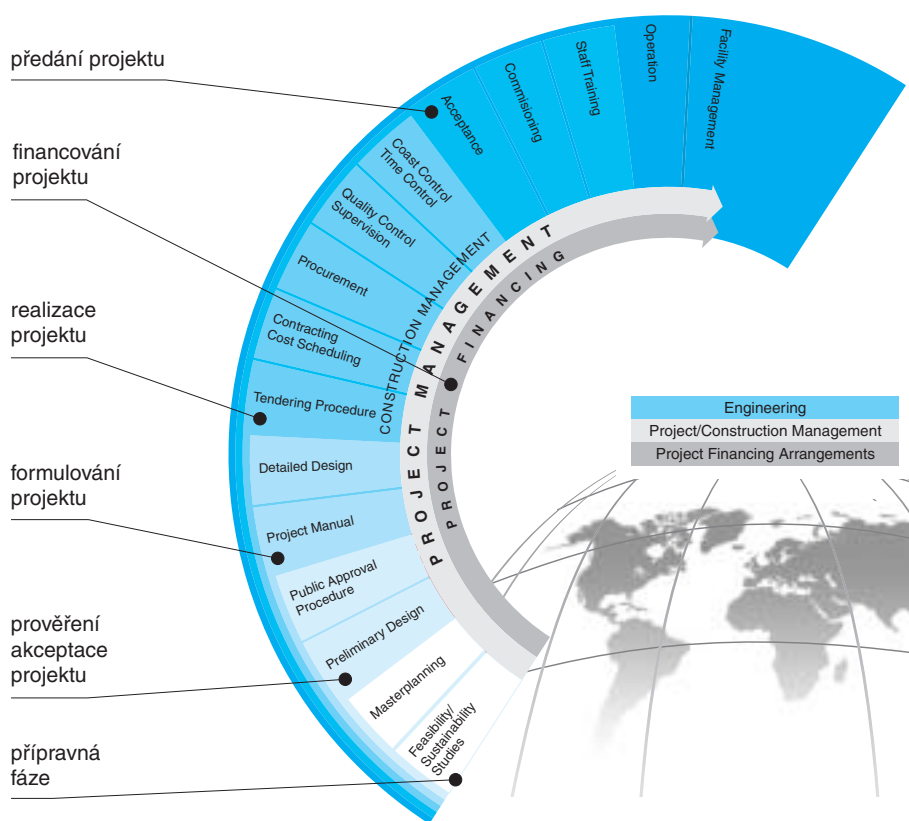 předání projektu
financování
projektu
realizace
projektu
formulování
projektu
prověření
akceptace
projektu
přípravná
fáze
Facility Management
Operation
Staff Training
Commisioning
Acceptance
Coast Control
Time Control
Quality Control
Supervision
Procurement
Contracting
Cost Scheduling
Tendering Procedure
Detailed Design
Project Manual
Public Approval
Procedure
Preliminary Design
Masterplanning
Feasibility/
Sustainability
Studies
CONSTRUCTION MANAGEMENT
PROJECT MANAGEMENT
PROJECT FINANCING
Engineering
Project/Construction Management
Project Financing Arrangements